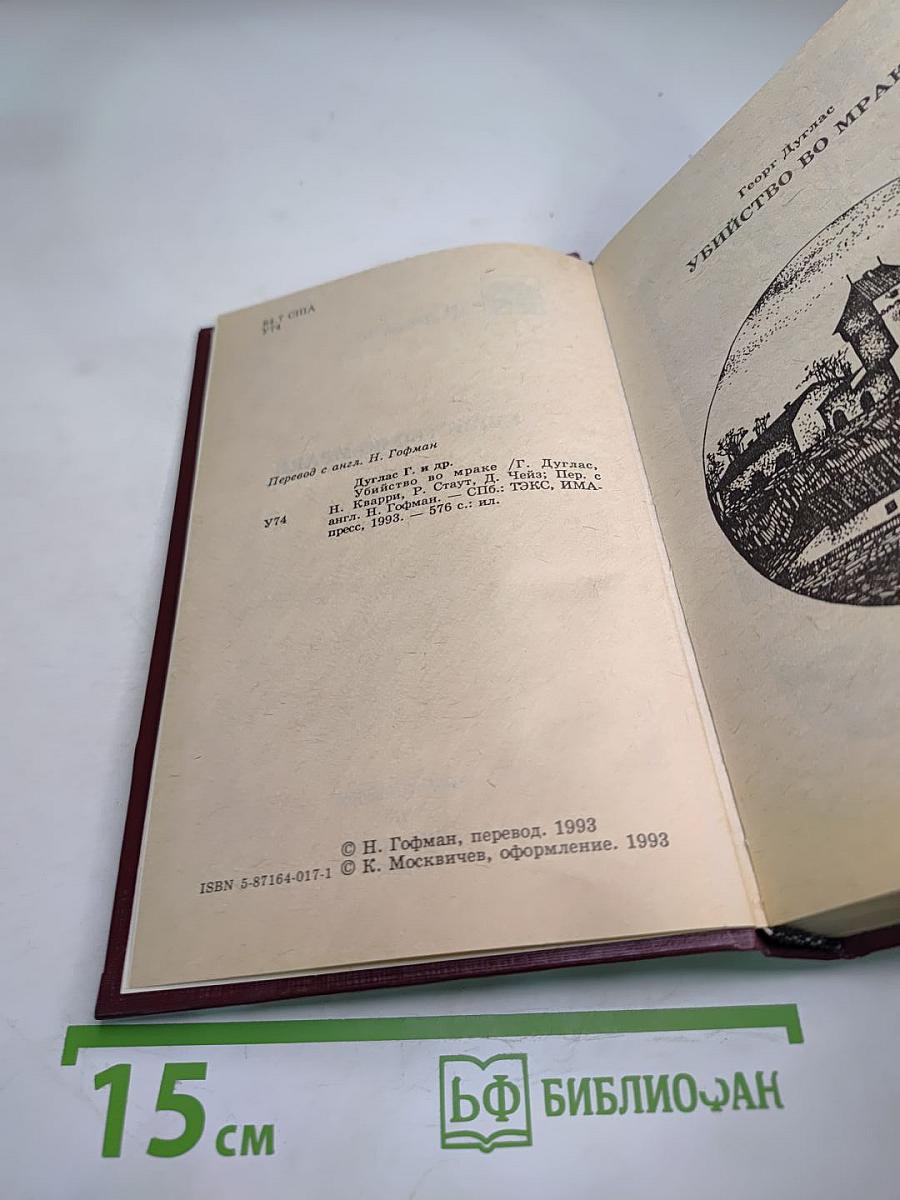 84.7 США
У74
Перевод с англ. Н. Гофман
Дуглас Г. и др.
Убийство во мраке /Г. Дуглас,
Н. Кварри, Р. Стаут, Д. Чейз; Пер. с
У74 англ. Н. Гофман. — СПб.: ТЭКС, ИМА-
пресс, 1993. — 576 с.: ил.
© Н. Гофман, перевод. 1993
ISBN 5-87164-017-1 © К. Москвичев, оформление. 1993
Георг Дуглас
УБИЙСТВО ВО МРАК
15 см
БФ БИБЛИОФАН